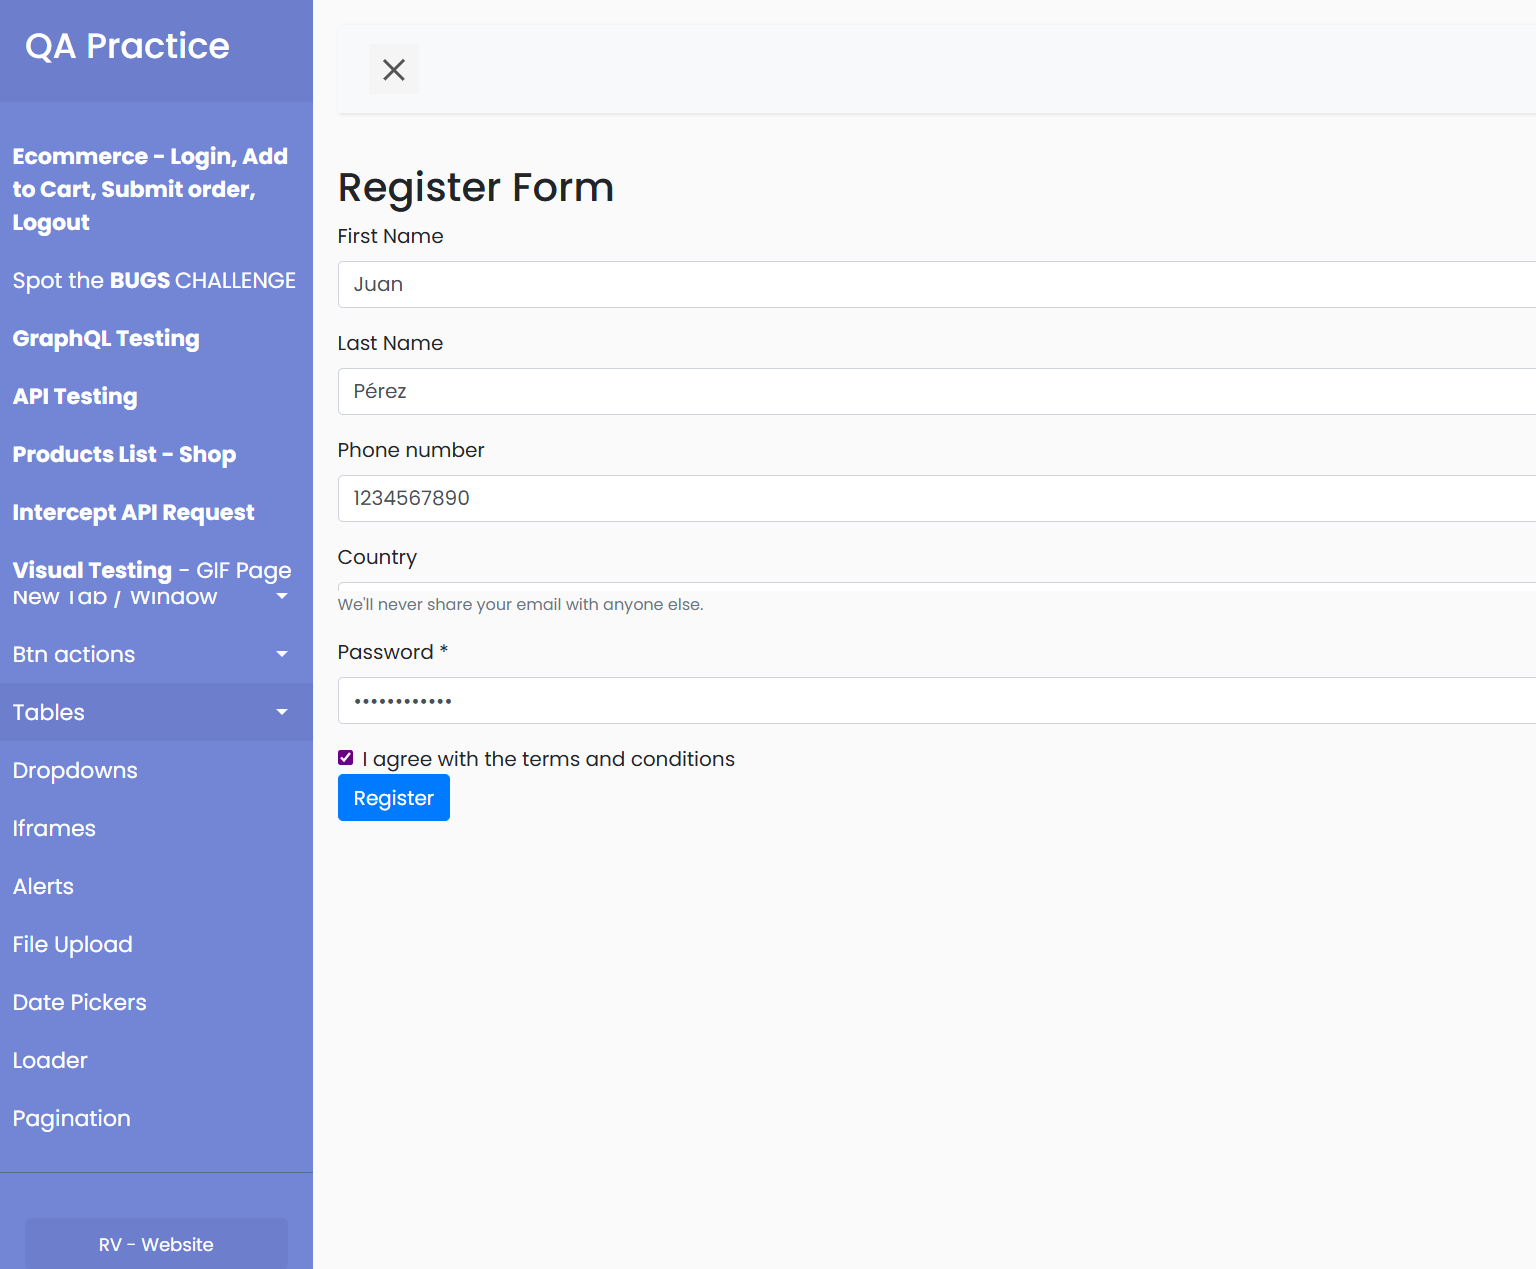 QA Practice
Ecommerce - Login, Add
to Cart, Submit order,
Logout
Spot the BUGS CHALLENGE
GraphQL Testing
API Testing
Products List - Shop
Intercept API Request
Visual Testing - GIF Page
New Tab / Window
Btn actions
Tables
Dropdowns
Iframes
Alerts
File Upload
Date Pickers
Loader
Pagination
RV - Website
Register Form
First Name
Juan
Last Name
Pérez
Phone number
1234567890
Country
We'll never share your email with anyone else.
Password *
••••••••••••
I agree with the terms and conditions
Register